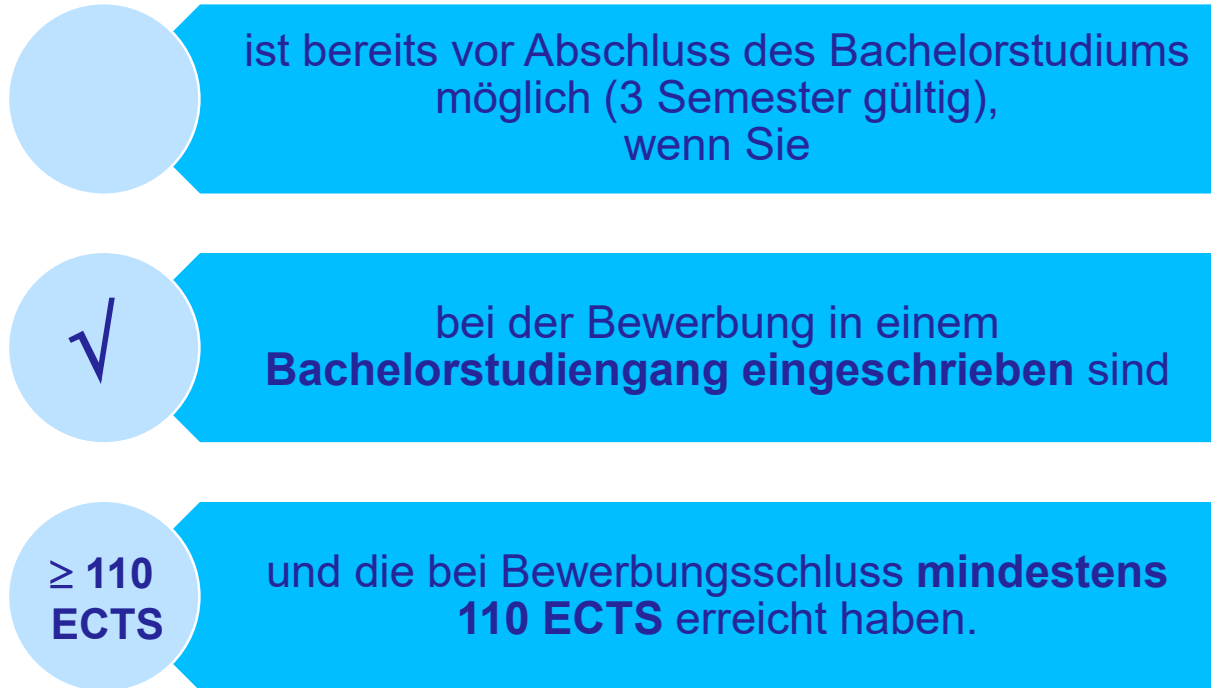 ist bereits vor Abschluss des Bachelorstudiums
möglich (3 Semester gültig),
wenn Sie
√
bei der Bewerbung in einem
Bachelorstudiengang eingeschrieben sind
≥ 110
ECTS
und die bei Bewerbungsschluss mindestens
110 ECTS erreicht haben.